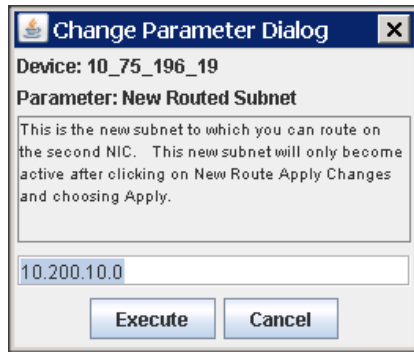 Change Parameter Dialog
Device: 10_75_196_19
Parameter: New Routed Subnet
This is the new subnet to which you can route on
the second NIC. This new subnet will only become
active after clicking on New Route Apply Changes
and choosing Apply.
10.200.10.0
Execute Cancel